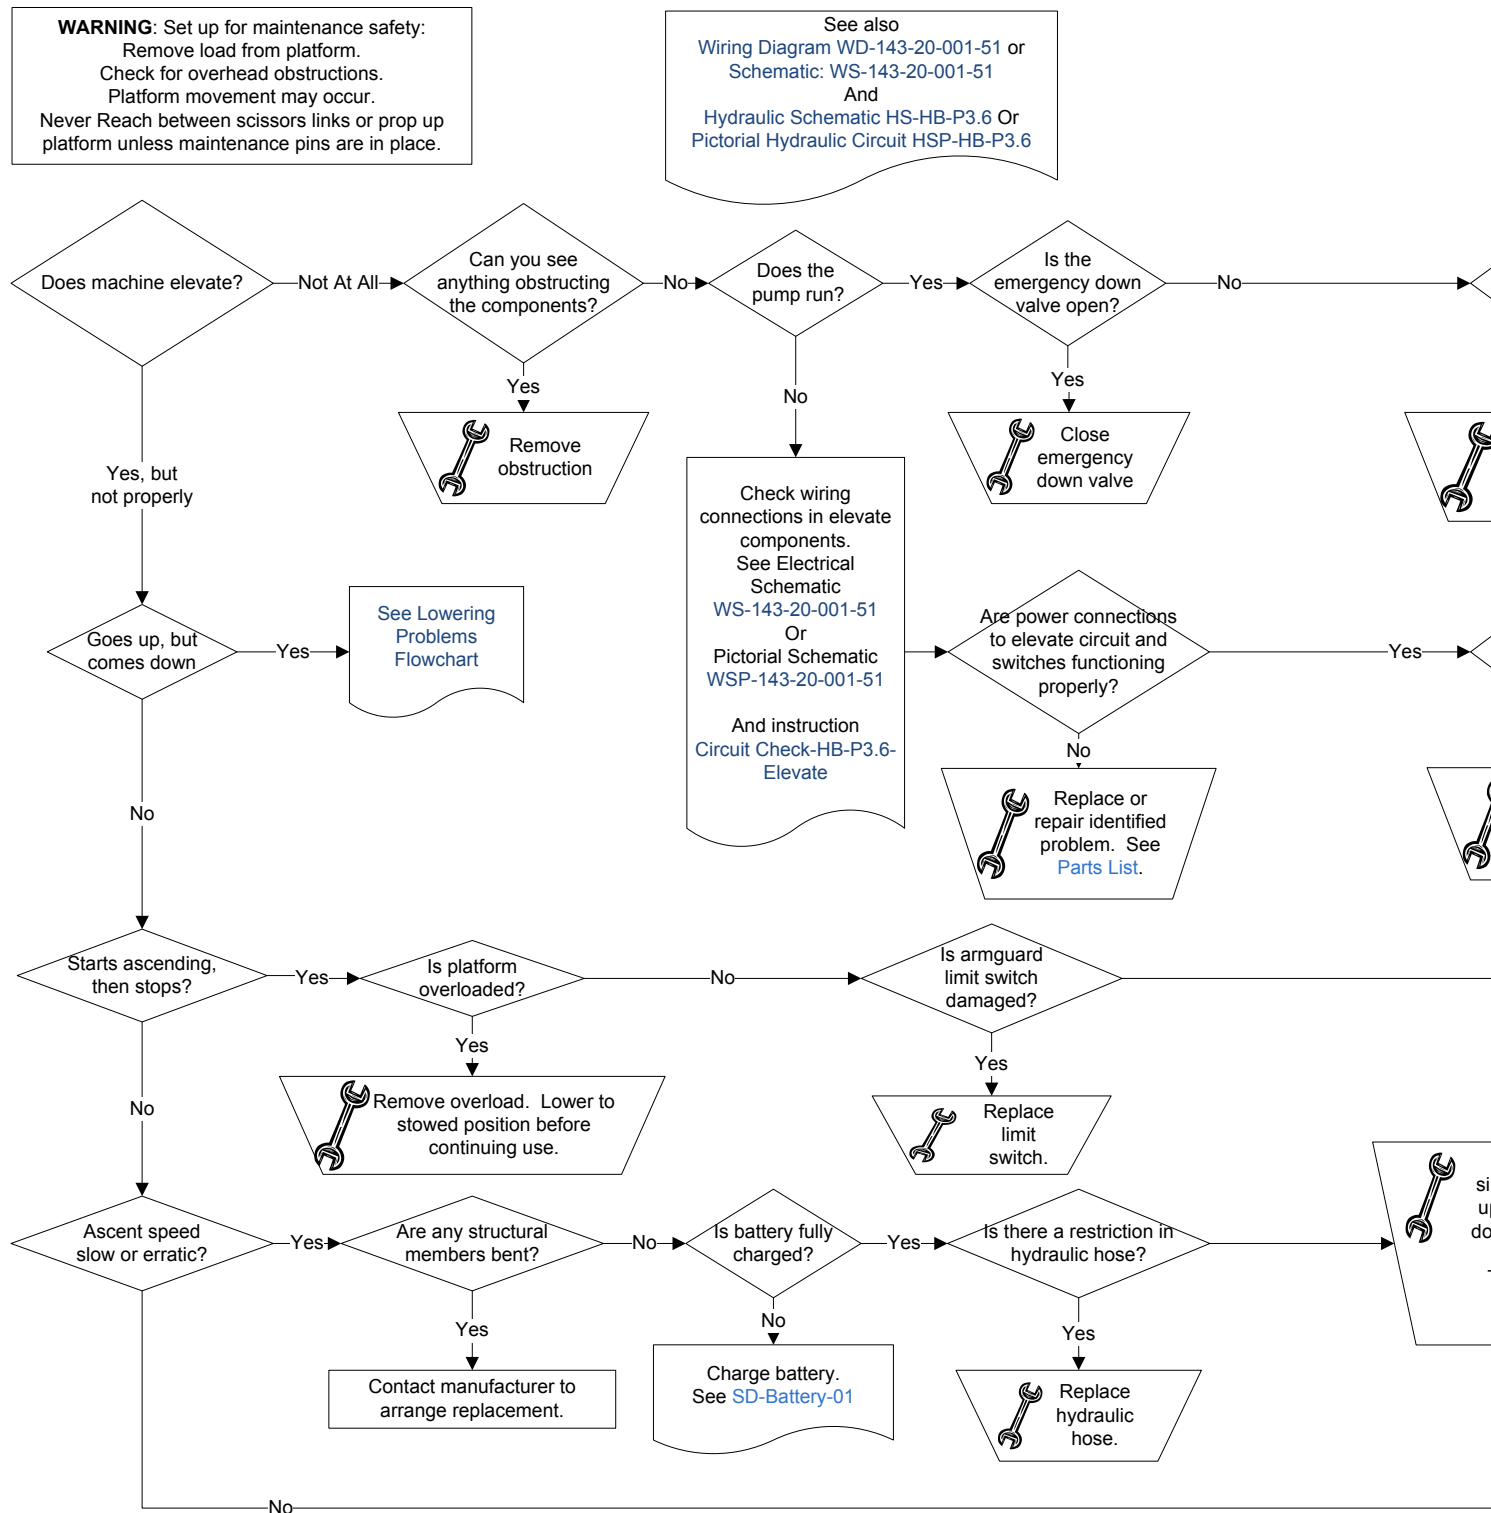 WARNING: Set up for maintenance safety:
Remove load from platform.
Check for overhead obstructions.
Platform movement may occur.
Never Reach between scissors links or prop up
platform unless maintenance pins are in place.
See also
Wiring Diagram WD-143-20-001-51 or
Schematic: WS-143-20-001-51
And
Hydraulic Schematic HS-HB-P3.6 Or
Pictorial Hydraulic Circuit HSP-HB-P3.6
Does machine elevate?
Not At All
Can you see
anything obstructing
the components?
No
Does the
pump run?
Yes
Is the
emergency down
valve open?
No
Yes
Remove
obstruction
No
Yes
Close
emergency
down valve
Yes, but
not properly
Check wiring
connections in elevate
components.
See Electrical
Schematic
WS-143-20-001-51
Or
Pictorial Schematic
WSP-143-20-001-51
And instruction
Circuit Check-HB-P3.6-
Elevate
Goes up, but
comes down
Yes
See Lowering
Problems
Flowchart
Are power connections
to elevate circuit and
switches functioning
properly?
Yes
No
Replace or
repair identified
problem. See
Parts List.
No
Starts ascending,
then stops?
Yes
Is platform
overloaded?
No
Is armguard
limit switch
damaged?
Yes
Remove overload. Lower to
stowed position before
continuing use.
Yes
Replace
limit
switch.
No
Ascent speed
slow or erratic?
Yes
Are any structural
members bent?
No
Is battery fully
charged?
Yes
Is there a restriction in
hydraulic hose?
si
up
do
Yes
Contact manufacturer to
arrange replacement.
No
Charge battery.
See SD-Battery-01
Yes
Replace
hydraulic
hose.
No